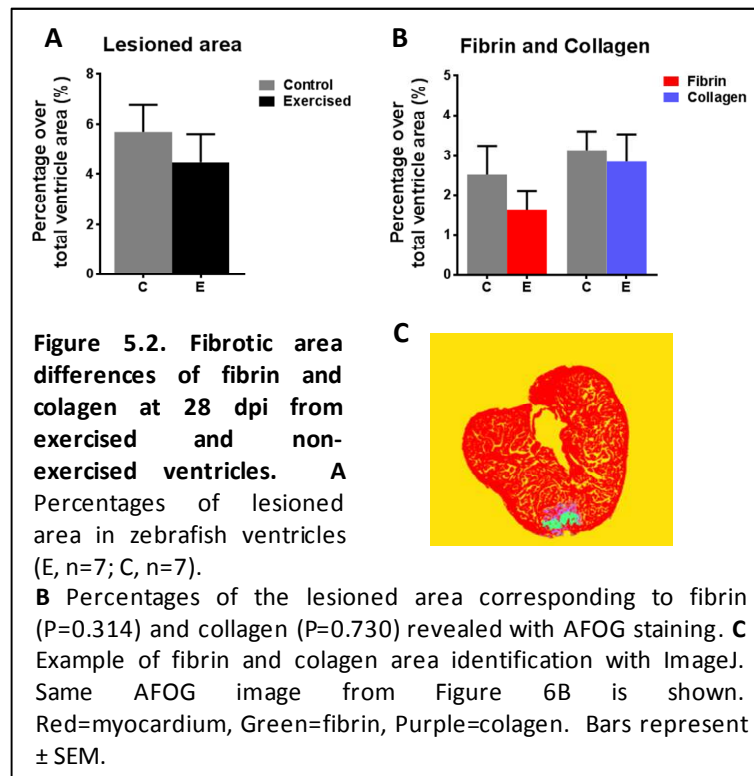 A
Lesioned area
Percentage over
total ventricle area (%)
8
6
4
2
0
C
E
Control
Exercised
B
Fibrin and Collagen
Percentage over
total ventricle area (%)
5
4
3
2
1
0
C
E
C
E
Fibrin
Collagen
Figure 5.2. Fibrotic area
differences of fibrin and
colagen at 28 dpi from
exercised and non-
exercised ventricles. A
Percentages of lesioned
area in zebrafish ventricles
(E, n=7; C, n=7).
C
B Percentages of the lesioned area corresponding to fibrin
(P=0.314) and collagen (P=0.730) revealed with AFOG staining. C
Example of fibrin and colagen area identification with ImageJ.
Same AFOG image from Figure 6B is shown.
Red=myocardium, Green=fibrin, Purple=colagen. Bars represent
± SEM.